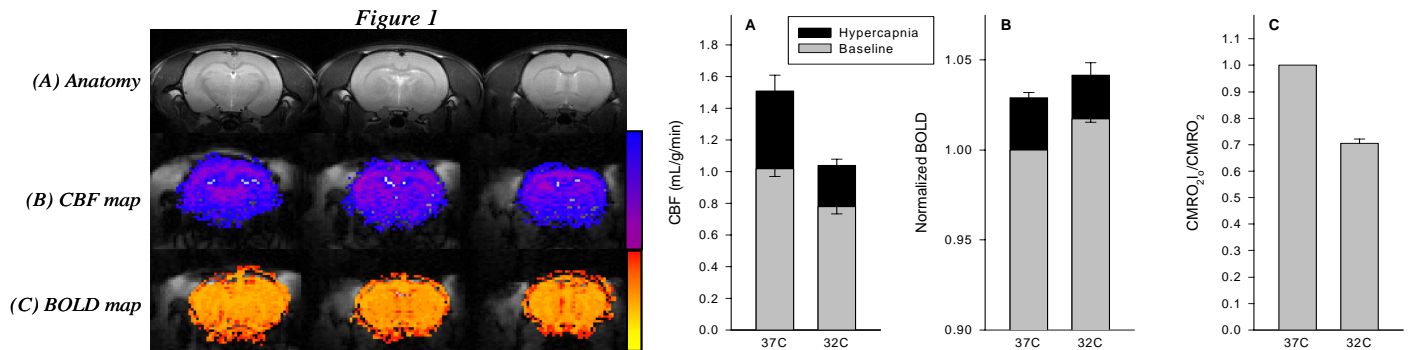 Figure 1
(A) Anatomy
(B) CBF map
(C) BOLD map
A
Hypercapnia
Baseline
CBF (mL/g/min)
1.8
1.6
1.4
1.2
1.0
0.8
0.6
0.4
0.2
0.0
37C 32C
B
Normalized BOLD
1.05
1.00
0.95
0.90
37C 32C
C
CMRO2|o/CMRO2
1.1
1.0
0.9
0.8
0.7
0.6
0.5
0.4
0.3
0.2
0.1
0.0
37C 32C